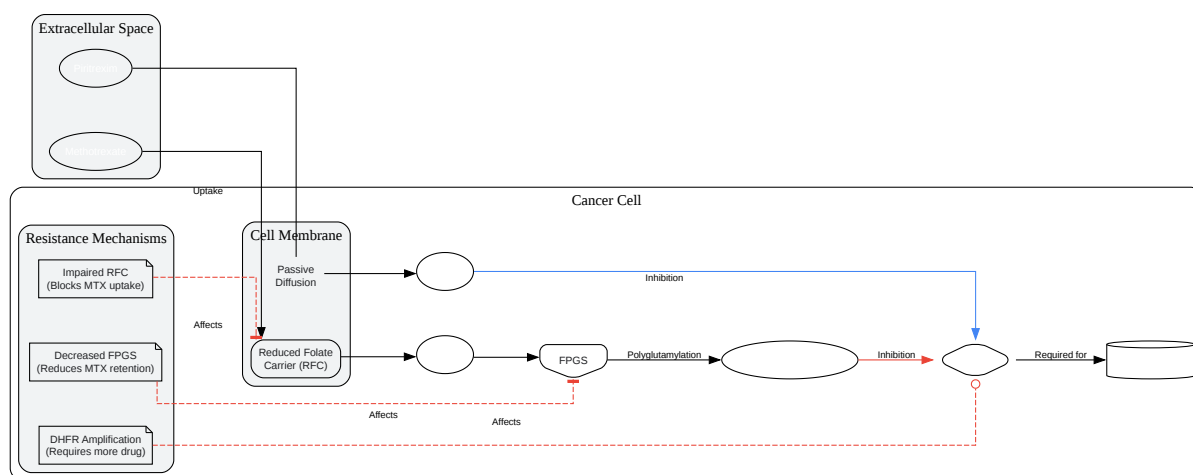 Extracellular Space
Methotrexate
Uptake
Cancer Cell
Resistance Mechanisms
Cell Membrane
Impaired RFC
(Blocks MTX uptake)
Passive
Diffusion
Inhibition
Affects
Decreased FPGS
(Reduces MTX retention)
Reduced Folate
Carrier (RFC)
FPGS
Polyglutamylation
Inhibition
Required for
Affects
Affects
DHFR Amplification
(Requires more drug)